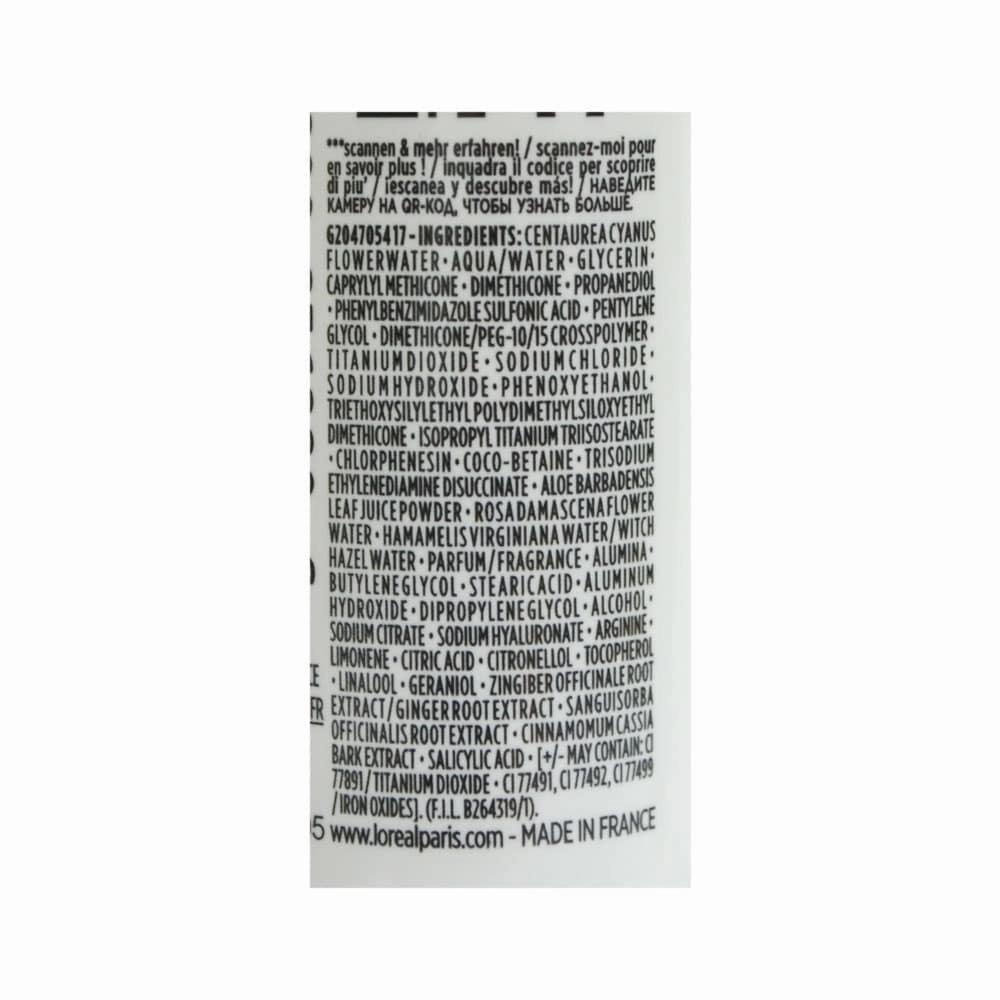 ***scannen & mehr erfahren! / scannez-moi pour
en savoir plus ! / inquadra il codice per scoprire
di piu' / ¡escanea y descubre más! / НАВЕДИТЕ
КАМЕРУ НА QR-КОД, ЧТОБЫ УЗНАТЬ БОЛЬШЕ.
G204705417 - INGREDIENTS: CENTAUREA CYANUS
FLOWER WATER • AQUA / WATER • GLYCERIN •
CAPRYLYL METHICONE • DIMETHICONE • PROPANEDIOL
• PHENYLBENZIMIDAZOLE SULFONIC ACID • PENTYLENE
GLYCOL • DIMETHICONE/PEG-10/15 CROSSPOLYMER •
TITANIUM DIOXIDE • SODIUM CHLORIDE •
SODIUM HYDROXIDE • PHENOXYETHANOL •
TRIETHOXYSILYLETHYL POLYDIMETHYLSILOXYETHYL
DIMETHICONE • ISOPROPYL TITANIUM TRIISOSTEARATE
• CHLORPHENESIN • COCO-BETAINE • TRISODIUM
ETHYLENEDIAMINE DISUCCINATE • ALOE BARBADENSIS
LEAF JUICE POWDER • ROSA DAMASCENA FLOWER
WATER • HAMAMELIS VIRGINIANA WATER / WITCH
HAZEL WATER • PARFUM / FRAGRANCE • ALUMINA •
BUTYLENE GLYCOL • STEARIC ACID • ALUMINUM
HYDROXIDE • DIPROPYLENE GLYCOL • ALCOHOL •
SODIUM CITRATE • SODIUM HYALURONATE • ARGININE •
LIMONENE • CITRIC ACID • CITRONELLOL • TOCOPHEROL
• LINALOOL • GERANIOL • ZINGIBER OFFICINALE ROOT
EXTRACT / GINGER ROOT EXTRACT • SANGUISORBA
OFFICINALIS ROOT EXTRACT • CINNAMOMUM CASSIA
BARK EXTRACT • SALICYLIC ACID • [+/- MAY CONTAIN: CI
77891 / TITANIUM DIOXIDE • CI 77491, CI 77492, CI 77499
/ IRON OXIDES]. (F.I.L. B264319/1).
www.lorealparis.com - MADE IN FRANCE
FR